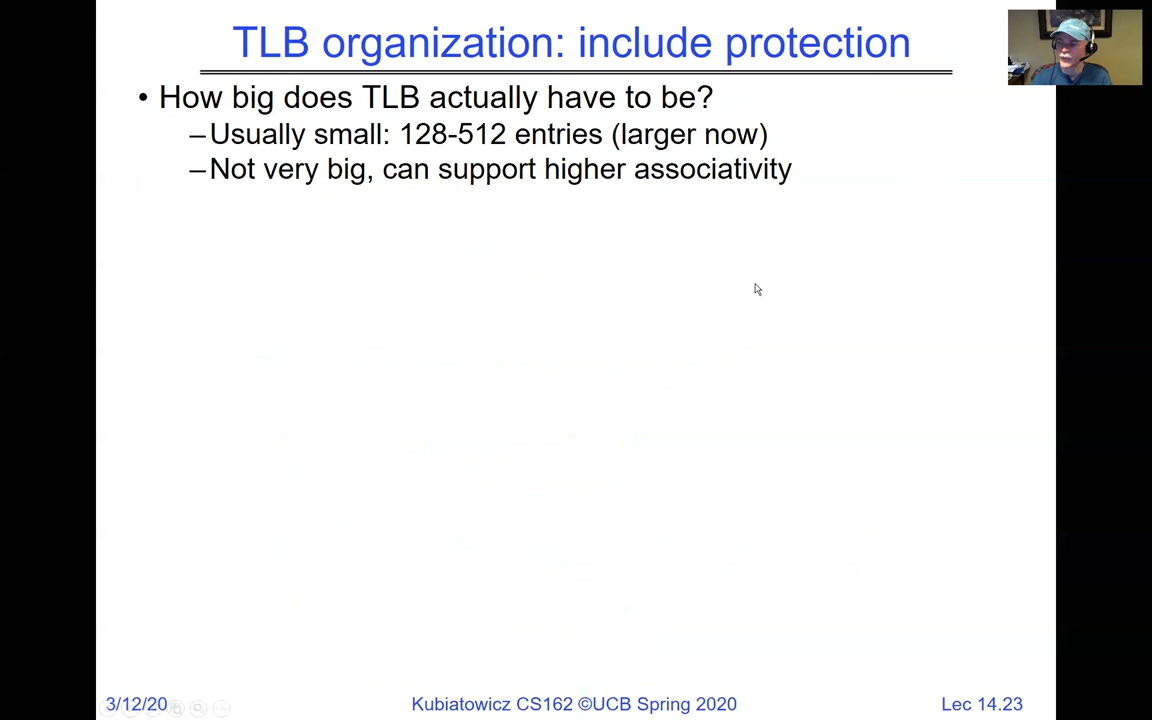 TLB organization: include protection
• How big does TLB actually have to be?
–Usually small: 128-512 entries (larger now)
–Not very big, can support higher associativity
3/12/20
Kubiatowicz CS162 ©UCB Spring 2020
Lec 14.23